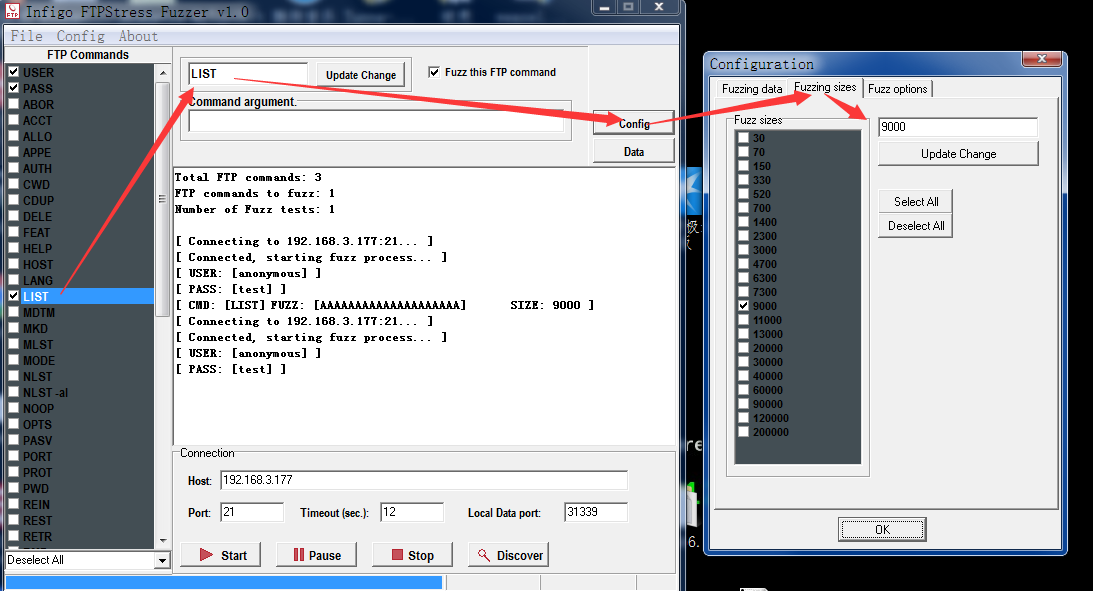 FTP
Infigo FTPStress Fuzzer v1.0
File Config About
FTP Commands
USER
PASS
ABOR
ACCT
ALLO
APPE
AUTH
CWD
CDUP
DELE
FEAT
HELP
HOST
LANG
LIST
MDTM
MKD
MLST
MODE
NLST
NLST -al
NOOP
OPTS
PASV
PORT
PROT
PWD
REIN
REST
RETR
Deselect All
LIST
Update Change
Fuzz this FTP command
Command argument.
Config
Data
Total FTP commands: 3
FTP commands to fuzz: 1
Number of Fuzz tests: 1
[ Connecting to 192.168.3.177:21... ]
[ Connected, starting fuzz process... ]
[ USER: [anonymous] ]
[ PASS: [test] ]
[ CMD: [LIST] FUZZ: [AAAAAAAAAAAAAAAAAAAA] SIZE: 9000 ]
[ Connecting to 192.168.3.177:21... ]
[ Connected, starting fuzz process... ]
[ USER: [anonymous] ]
[ PASS: [test] ]
Connection
Host: 192.168.3.177
Port: 21 Timeout (sec.): 12 Local Data port: 31339
Start Pause Stop Discover
极
re
6.
Configuration
Fuzzing data Fuzzing sizes Fuzz options
Fuzz sizes
30
70
150
330
520
700
1400
2300
3000
4700
6300
7300
9000
11000
13000
20000
30000
40000
60000
90000
120000
200000
9000
Update Change
Select All
Deselect All
OK